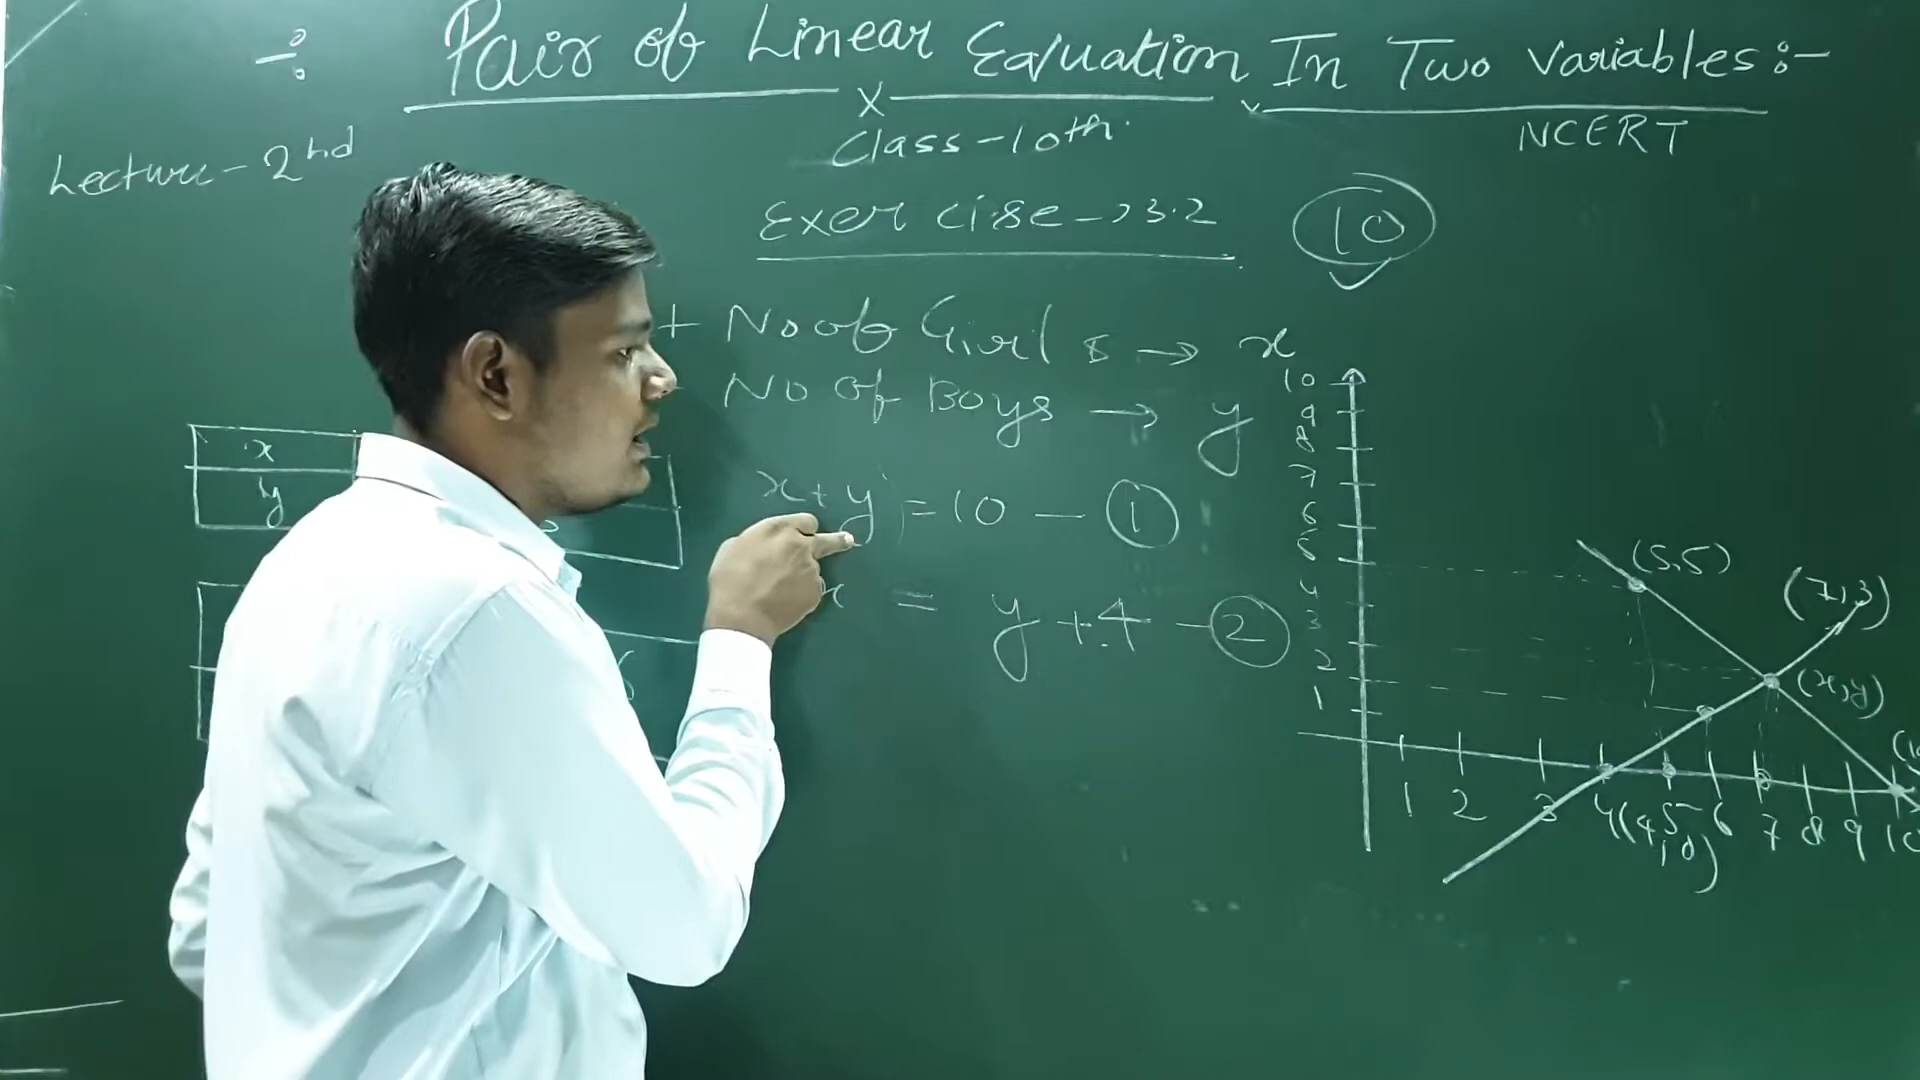 ÷ Pair of Linear Equation In Two Variables:-
x
Class-10th.
NCERT
Lecture-2nd
Exercise→3.2
10
+ No of Girls → x
No of Boys → y
x + y = 10 — 1
x = y + 4 - 2
x
y
10
9
8
7
6
5
4
3
2
1
(5,5)
(7,3)
(x,y)
1 2 3 4 5 6 7 8 9 10
(4,0)